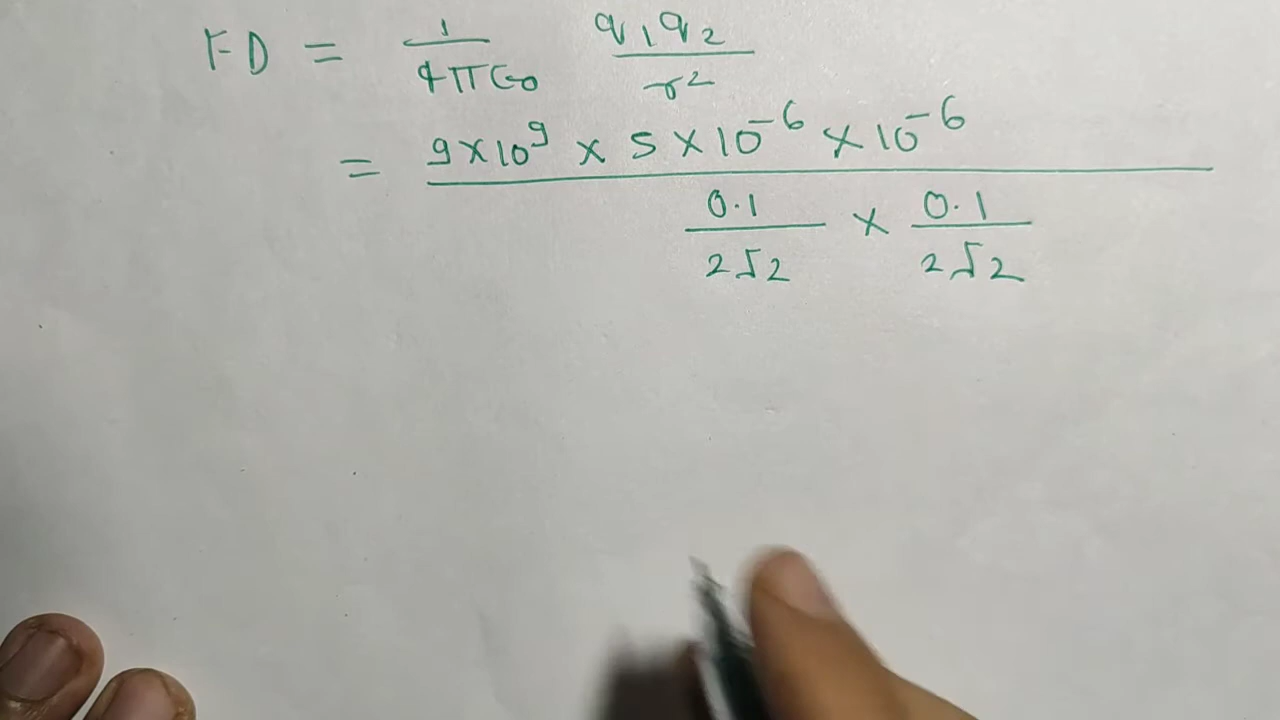 FD = 1/4πϵ0 q1q2/r²
= 9×10⁹ × 5×10⁻⁶ × 10⁻⁶
0.1/2√2 × 0.1/2√2